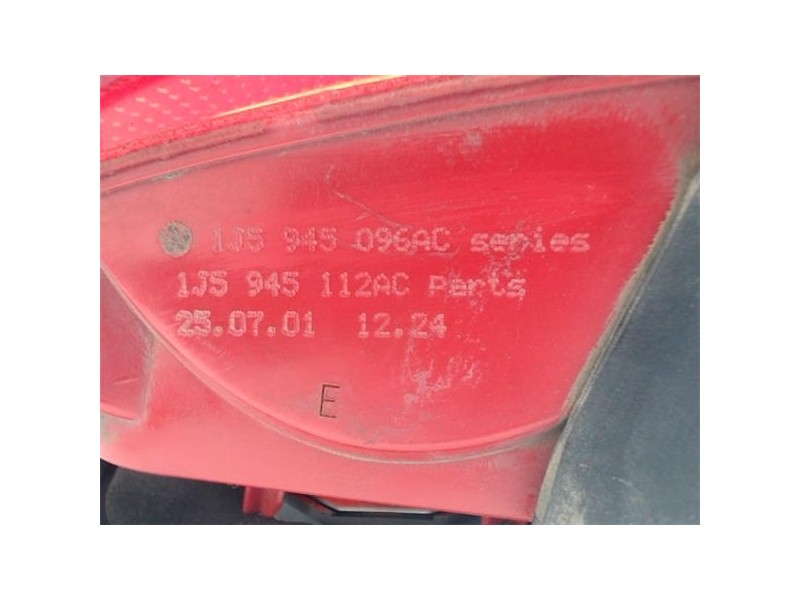 1J5 945 096AC series
1J5 945 112AC Parts
25.07.01 12.24
E